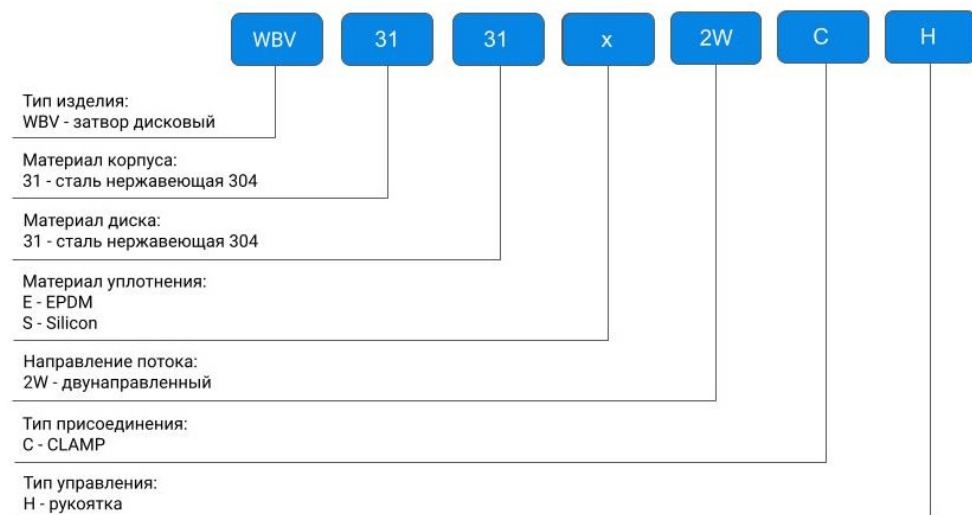 WBV 31 31 x 2W C H
Тип изделия:
WBV - затвор дисковый
Материал корпуса:
31 - сталь нержавеющая 304
Материал диска:
31 - сталь нержавеющая 304
Материал уплотнения:
E - EPDM
S - Silicon
Направление потока:
2W - двунаправленный
Тип присоединения:
C - CLAMP
Тип управления:
H - рукоятка